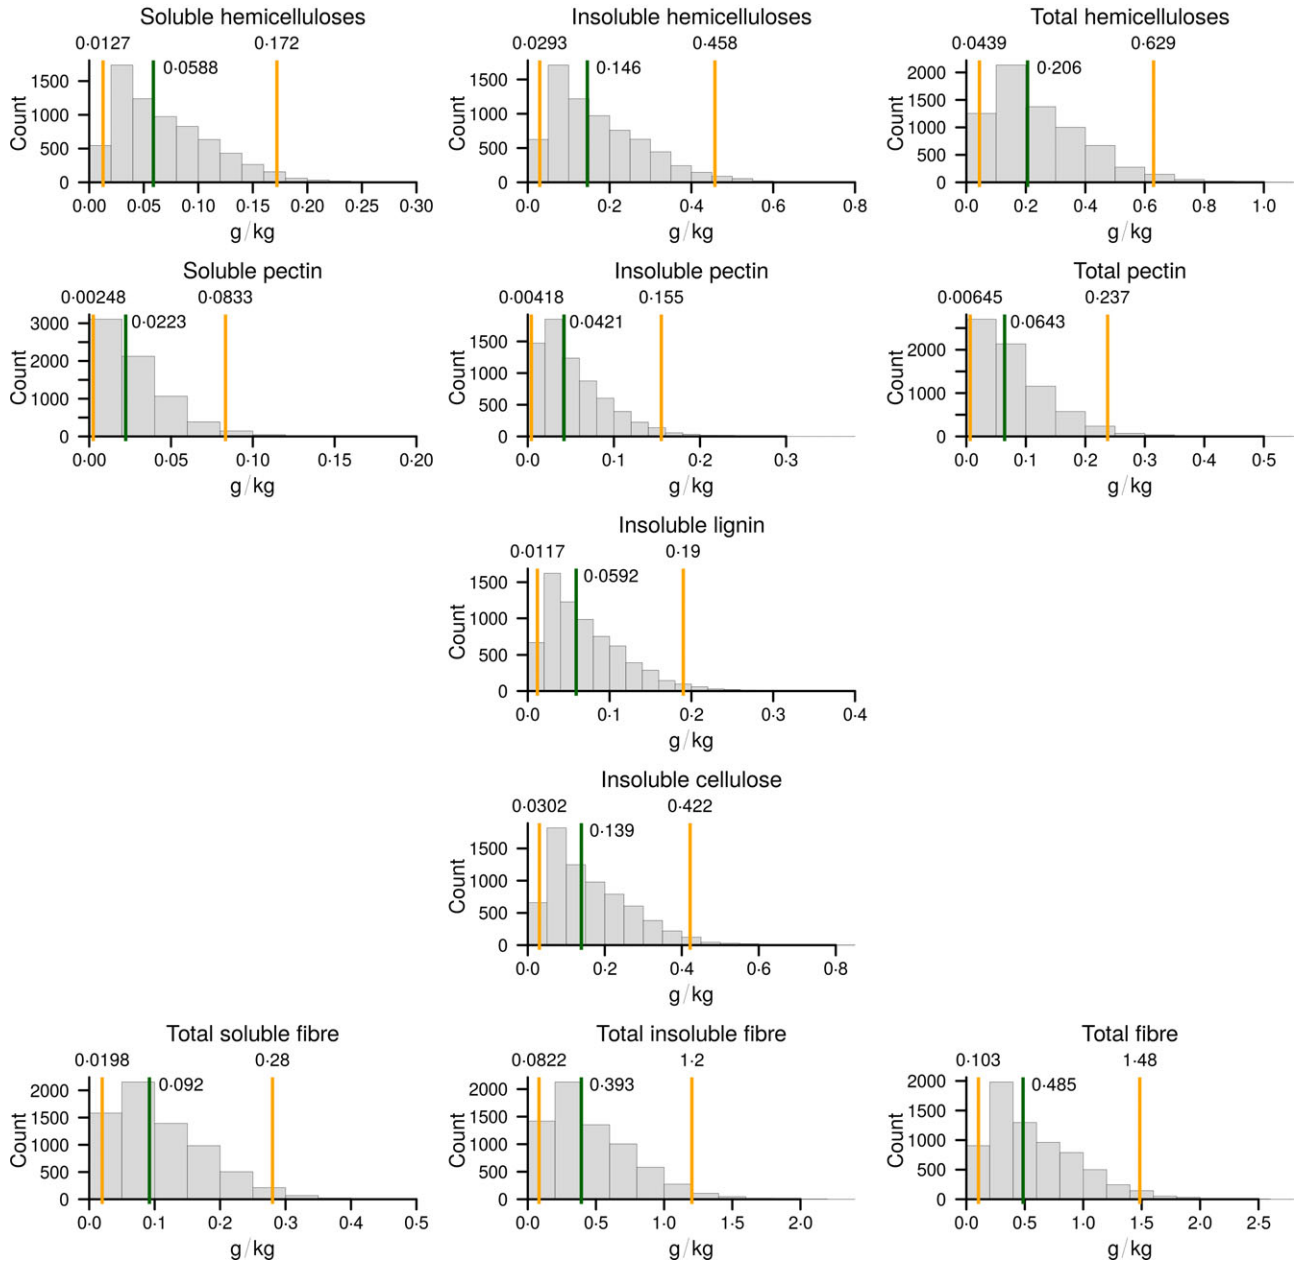 Soluble hemicelluloses
0·0127 0·172
0·0588
Count
1500
1000
500
0
0·00 0·05 0·10 0·15 0·20 0·25 0·30
g/kg
Insoluble hemicelluloses
0·0293 0·458
0·146
Count
1500
1000
500
0
0·0 0·2 0·4 0·6 0·8
g/kg
Total hemicelluloses
0·0439 0·629
0·206
Count
2000
1500
1000
500
0
0·0 0·2 0·4 0·6 0·8 1·0
g/kg
Soluble pectin
0·00248 0·0833
0·0223
Count
3000
2000
1000
0
0·00 0·05 0·10 0·15 0·20
g/kg
Insoluble pectin
0·00418 0·155
0·0421
Count
1500
1000
500
0
0·0 0·1 0·2 0·3
g/kg
Total pectin
0·00645 0·237
0·0643
Count
2000
1000
0
0·0 0·1 0·2 0·3 0·4 0·5
g/kg
Insoluble lignin
0·0117 0·19
0·0592
Count
1500
1000
500
0
0·0 0·1 0·2 0·3 0·4
g/kg
Insoluble cellulose
0·0302 0·422
0·139
Count
1500
1000
500
0
0·0 0·2 0·4 0·6 0·8
g/kg
Total soluble fibre
0·0198 0·28
0·092
Count
2000
1500
1000
500
0
0·0 0·1 0·2 0·3 0·4 0·5
g/kg
Total insoluble fibre
0·0822 1·2
0·393
Count
2000
1500
1000
500
0
0·0 0·5 1·0 1·5 2·0
g/kg
Total fibre
0·103 1·48
0·485
Count
2000
1500
1000
500
0
0·0 0·5 1·0 1·5 2·0 2·5
g/kg